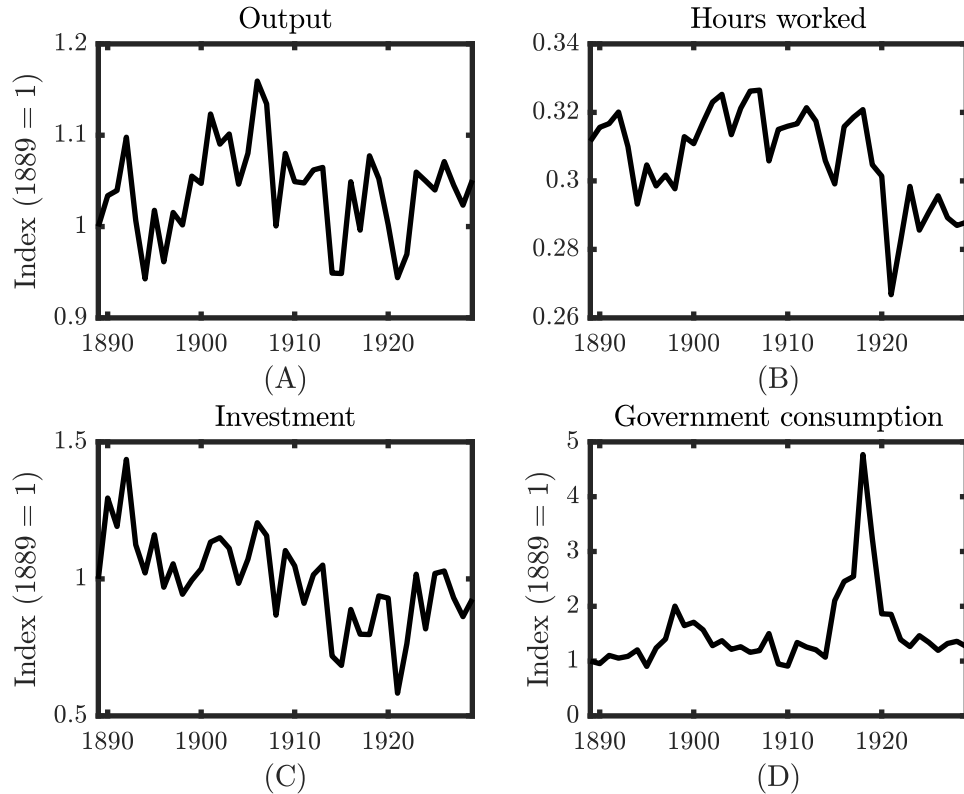 Output
Index (1889 = 1)
1.2
1.1
1
0.9
1890 1900 1910 1920
(A)
Hours worked
0.34
0.32
0.3
0.28
0.26
1890 1900 1910 1920
(B)
Investment
Index (1889 = 1)
1.5
1
0.5
1890 1900 1910 1920
(C)
Government consumption
Index (1889 = 1)
5
4
3
2
1
0
1890 1900 1910 1920
(D)